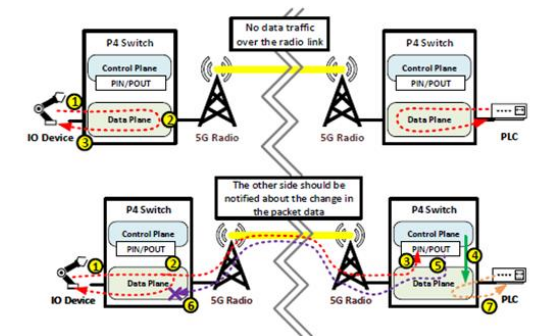 No data traffic
over the radio link
P4 Switch
Control Plane
PIN/POUT
Data Plane
1
2
3
IO Device
5G Radio
5G Radio
P4 Switch
Control Plane
PIN/POUT
Data Plane
PLC
The other side should be
notified about the change in
the packet data
P4 Switch
Control Plane
PIN/POUT
Data Plane
1
2
6
IO Device
5G Radio
5G Radio
P4 Switch
Control Plane
PIN/POUT
Data Plane
3
4
5
7
PLC